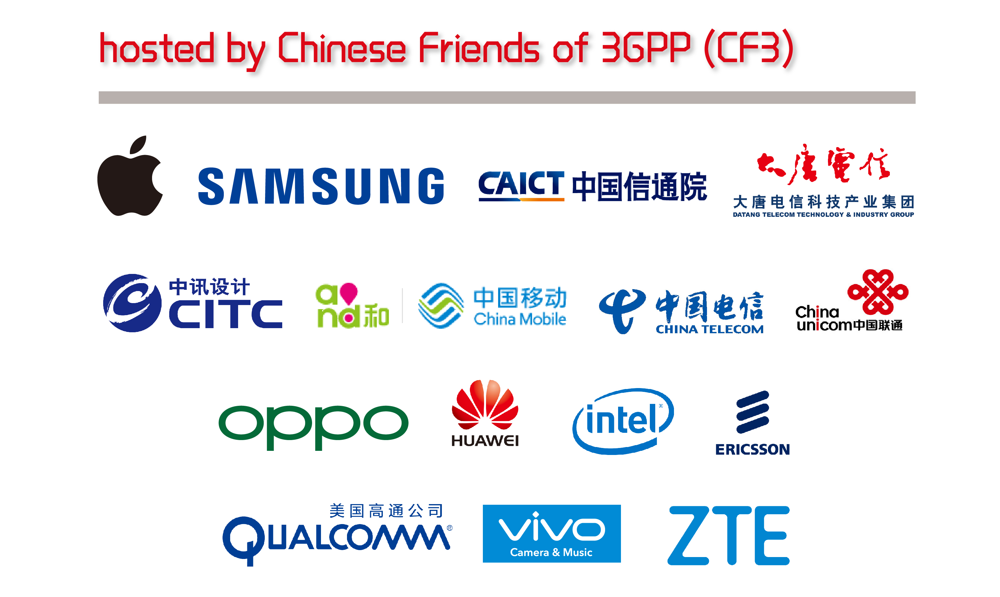 hosted by Chinese Friends of 3GPP (CF3)
SAMSUNG
CAICT 中国信通院
大唐电信
大唐电信科技产业集团
DATANG TELECOM TECHNOLOGY & INDUSTRY GROUP
中讯设计
CITC
and和
中国移动
China Mobile
中国电信
CHINA TELECOM
China
unicom中国联通
oppo
HUAWEI
intel®
ERICSSON
美国高通公司
QUALCOMM®
vivo
Camera & Music
ZTE